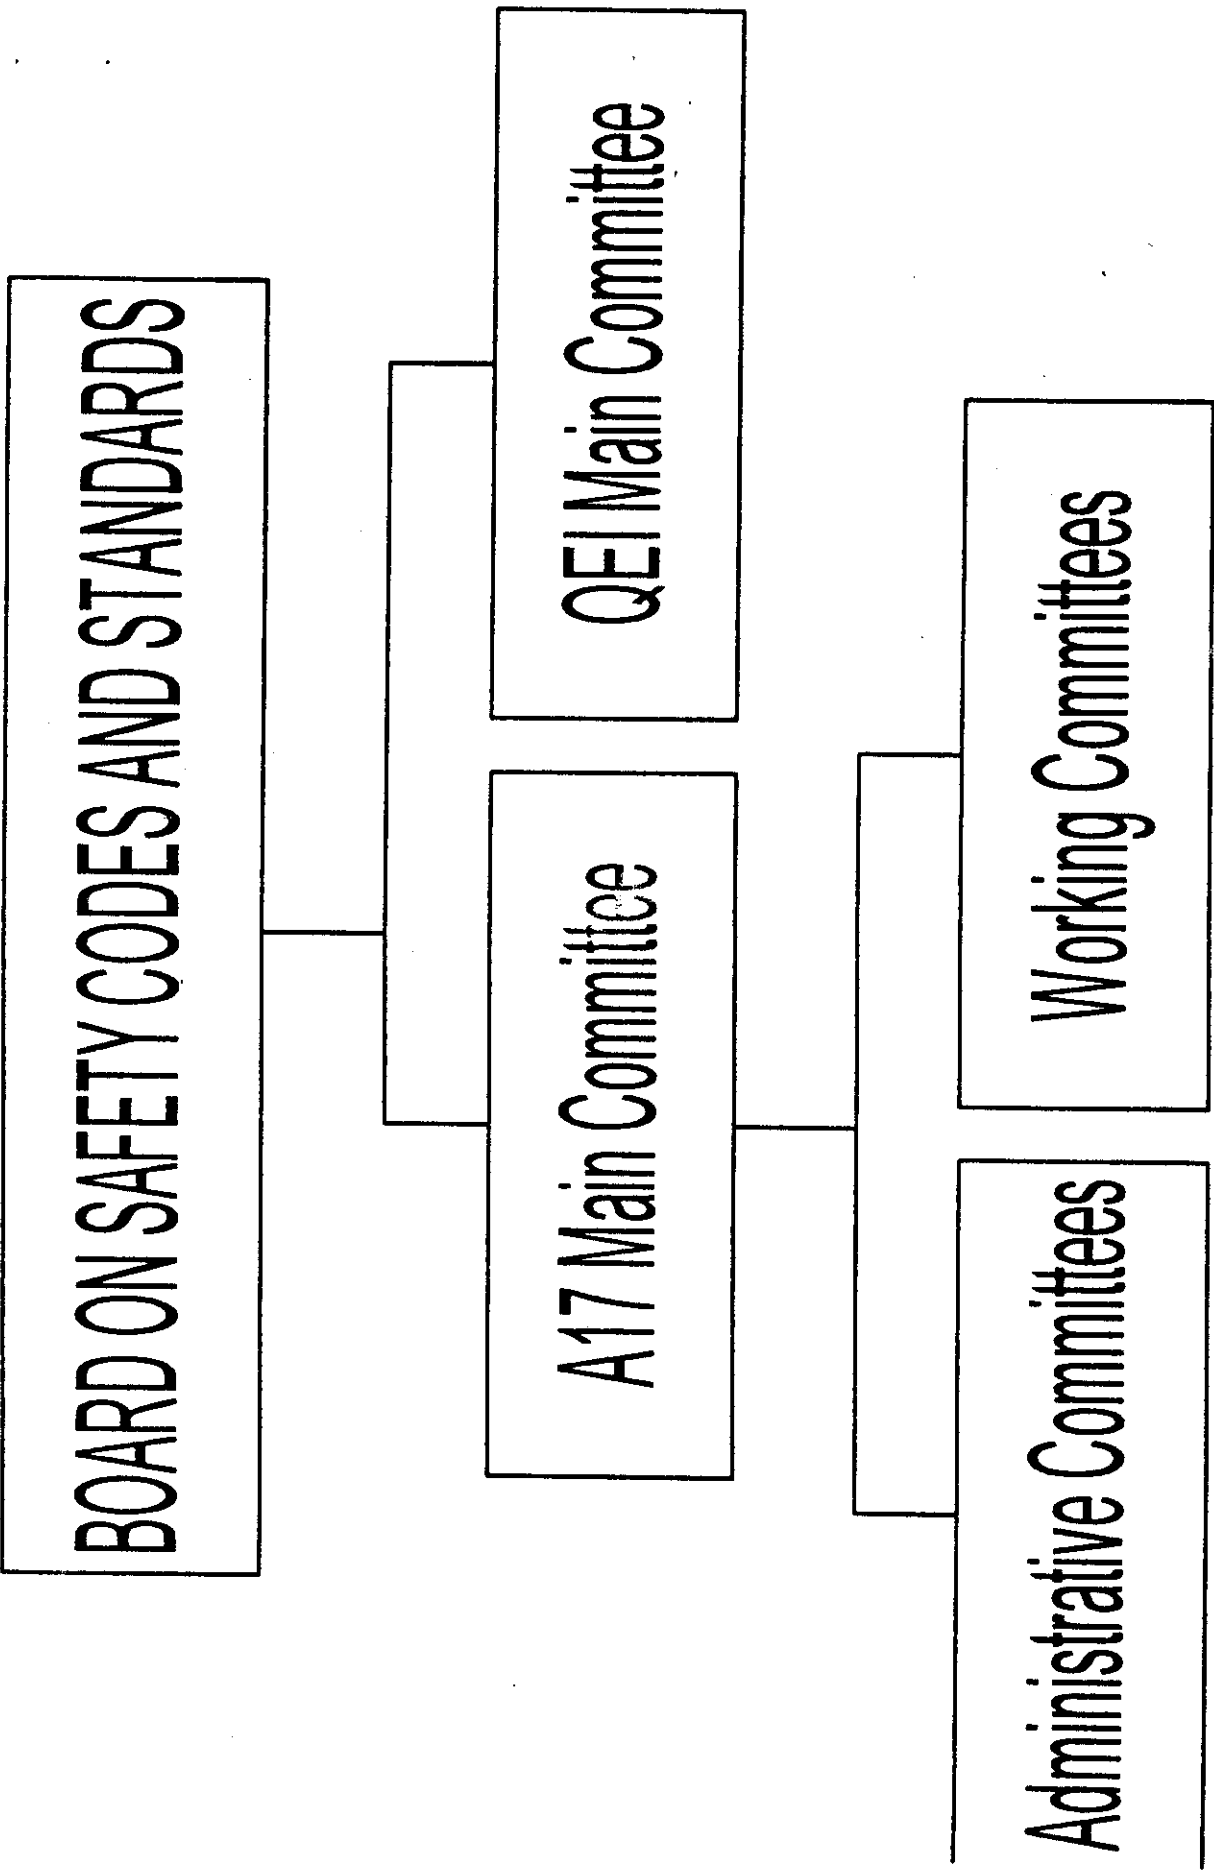 BOARD ON SAFETY CODES AND STANDARDS
A17 Main Committee
QEI Main Committee
Administrative Committees
Working Committees